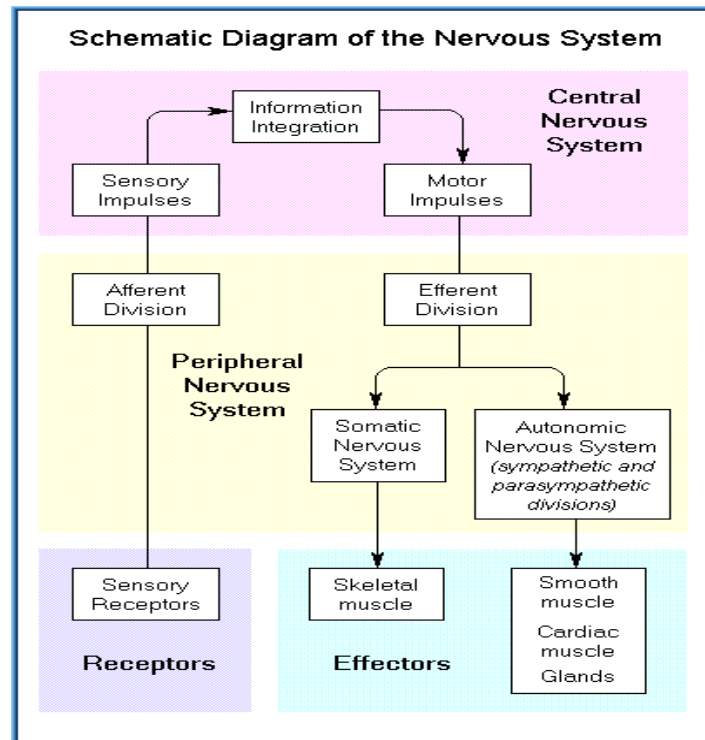 Schematic Diagram of the Nervous System
Information
Integration
Central
Nervous
System
Sensory
Impulses
Motor
Impulses
Afferent
Division
Efferent
Division
Peripheral
Nervous
System
Somatic
Nervous
System
Autonomic
Nervous System
(sympathetic and
parasympathetic
divisions)
Sensory
Receptors
Skeletal
muscle
Smooth
muscle
Cardiac
muscle
Glands
Receptors
Effectors